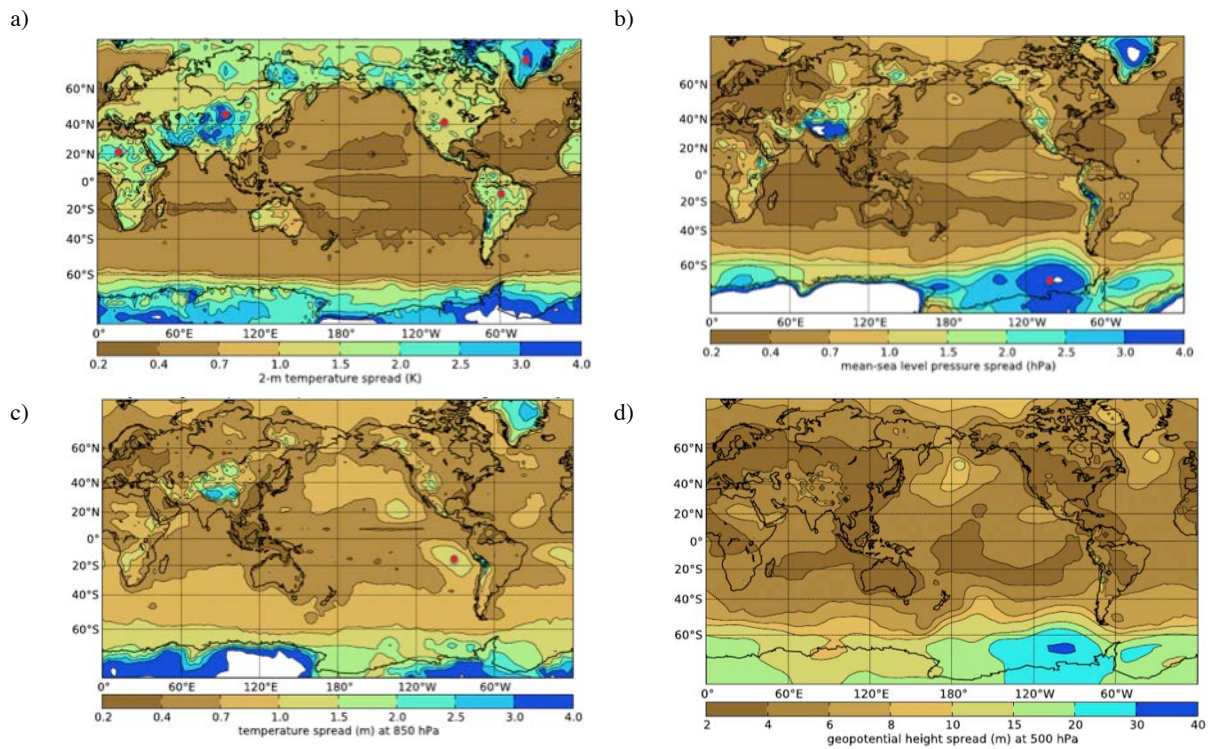 a)
60°N
40°N
20°N
0°
20°S
40°S
60°S
0° 60°E 120°E 180° 120°W 60°W
0.2 0.4 0.7 1.0 1.5 2.0 2.5 3.0 4.0
2-m temperature spread (K)
b)
60°N
40°N
20°N
0°
20°S
40°S
60°S
0° 60°E 120°E 180° 120°W 60°W
0.2 0.4 0.7 1.0 1.5 2.0 2.5 3.0 4.0
mean-sea level pressure spread (hPa)
c)
60°N
40°N
20°N
0°
20°S
40°S
60°S
0° 60°E 120°E 180° 120°W 60°W
0.2 0.4 0.7 1.0 1.5 2.0 2.5 3.0 4.0
temperature spread (m) at 850 hPa
d)
60°N
40°N
20°N
0°
20°S
40°S
60°S
0° 60°E 120°E 180° 120°W 60°W
2 4 6 8 10 15 20 30 40
geopotential height spread (m) at 500 hPa